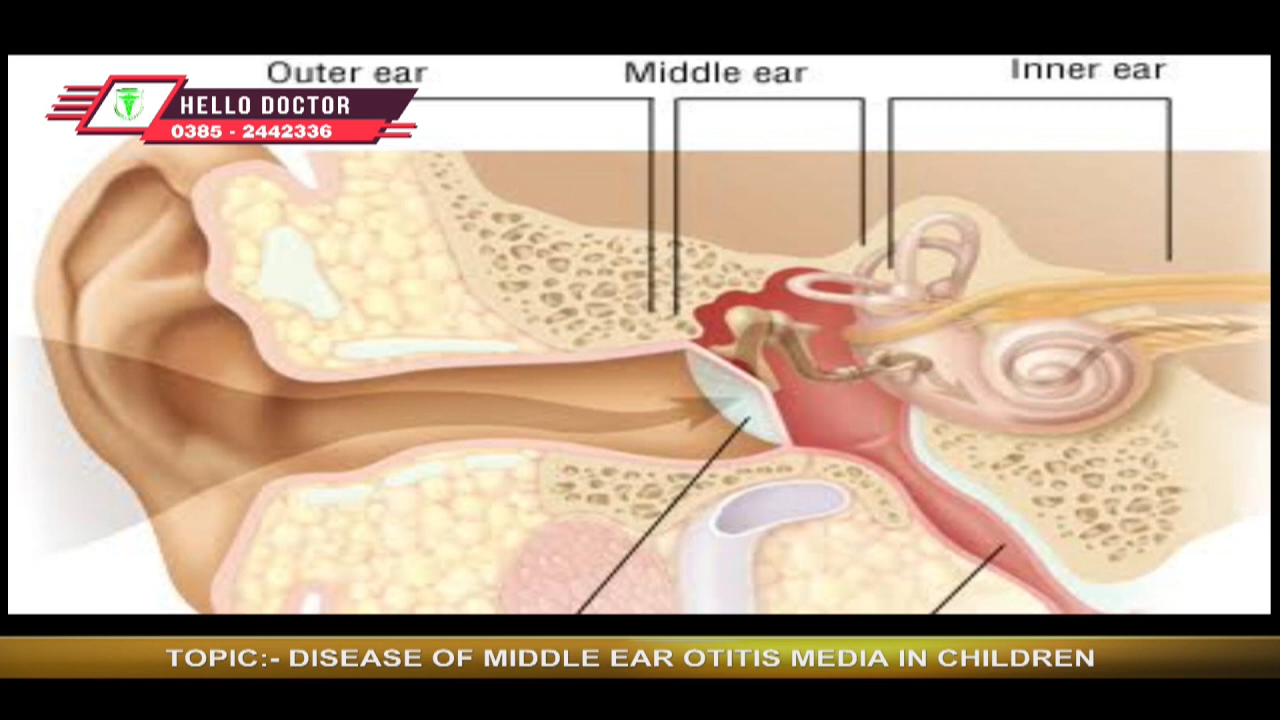 Outer ear
Middle ear
Inner ear
HELLO DOCTOR
0385 - 2442336
TOPIC:- DISEASE OF MIDDLE EAR OTITIS MEDIA IN CHILDREN